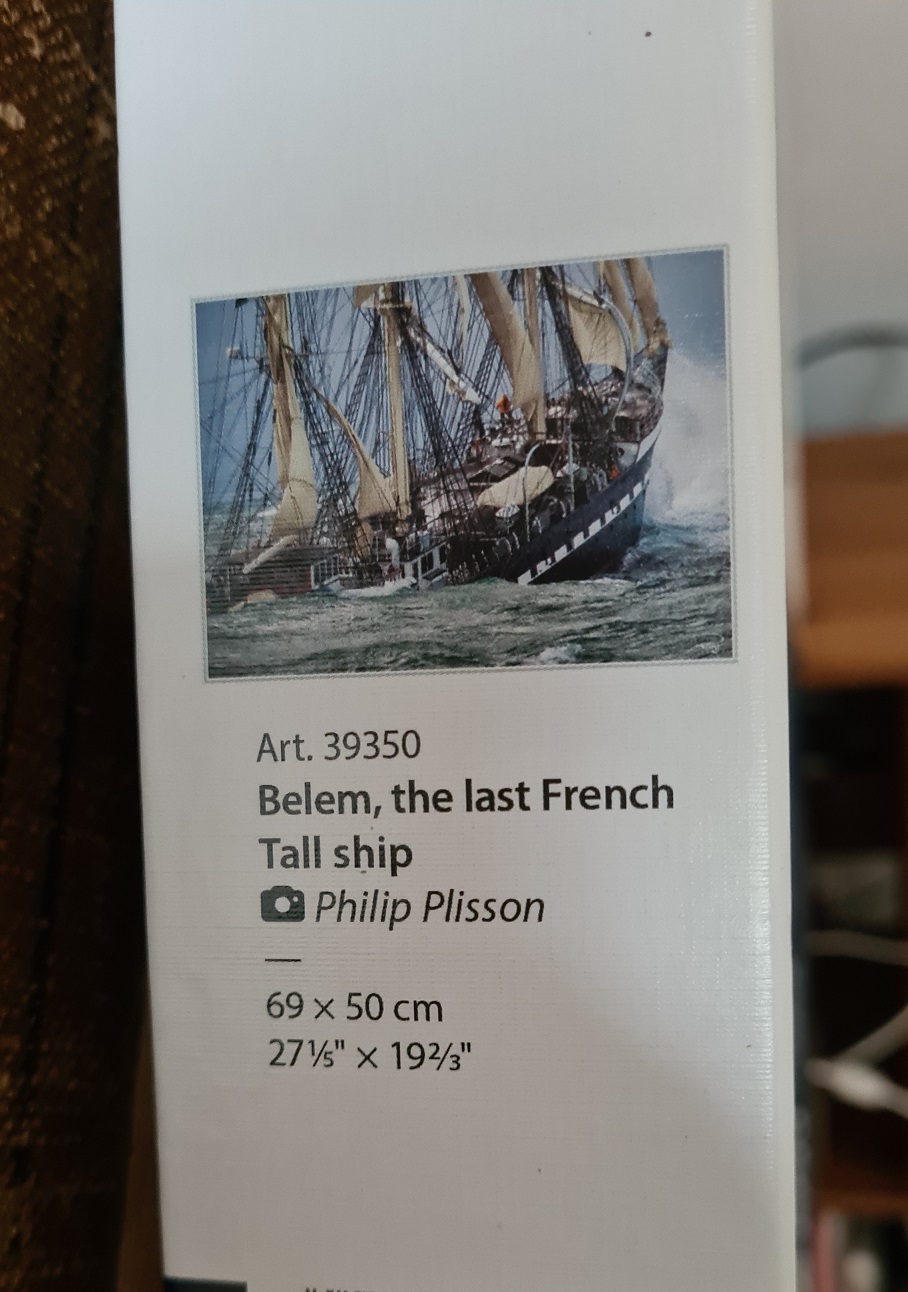 Art. 39350
Belem, the last French
Tall ship
Philip Plisson
69 × 50 cm
27⅕" × 19⅔"